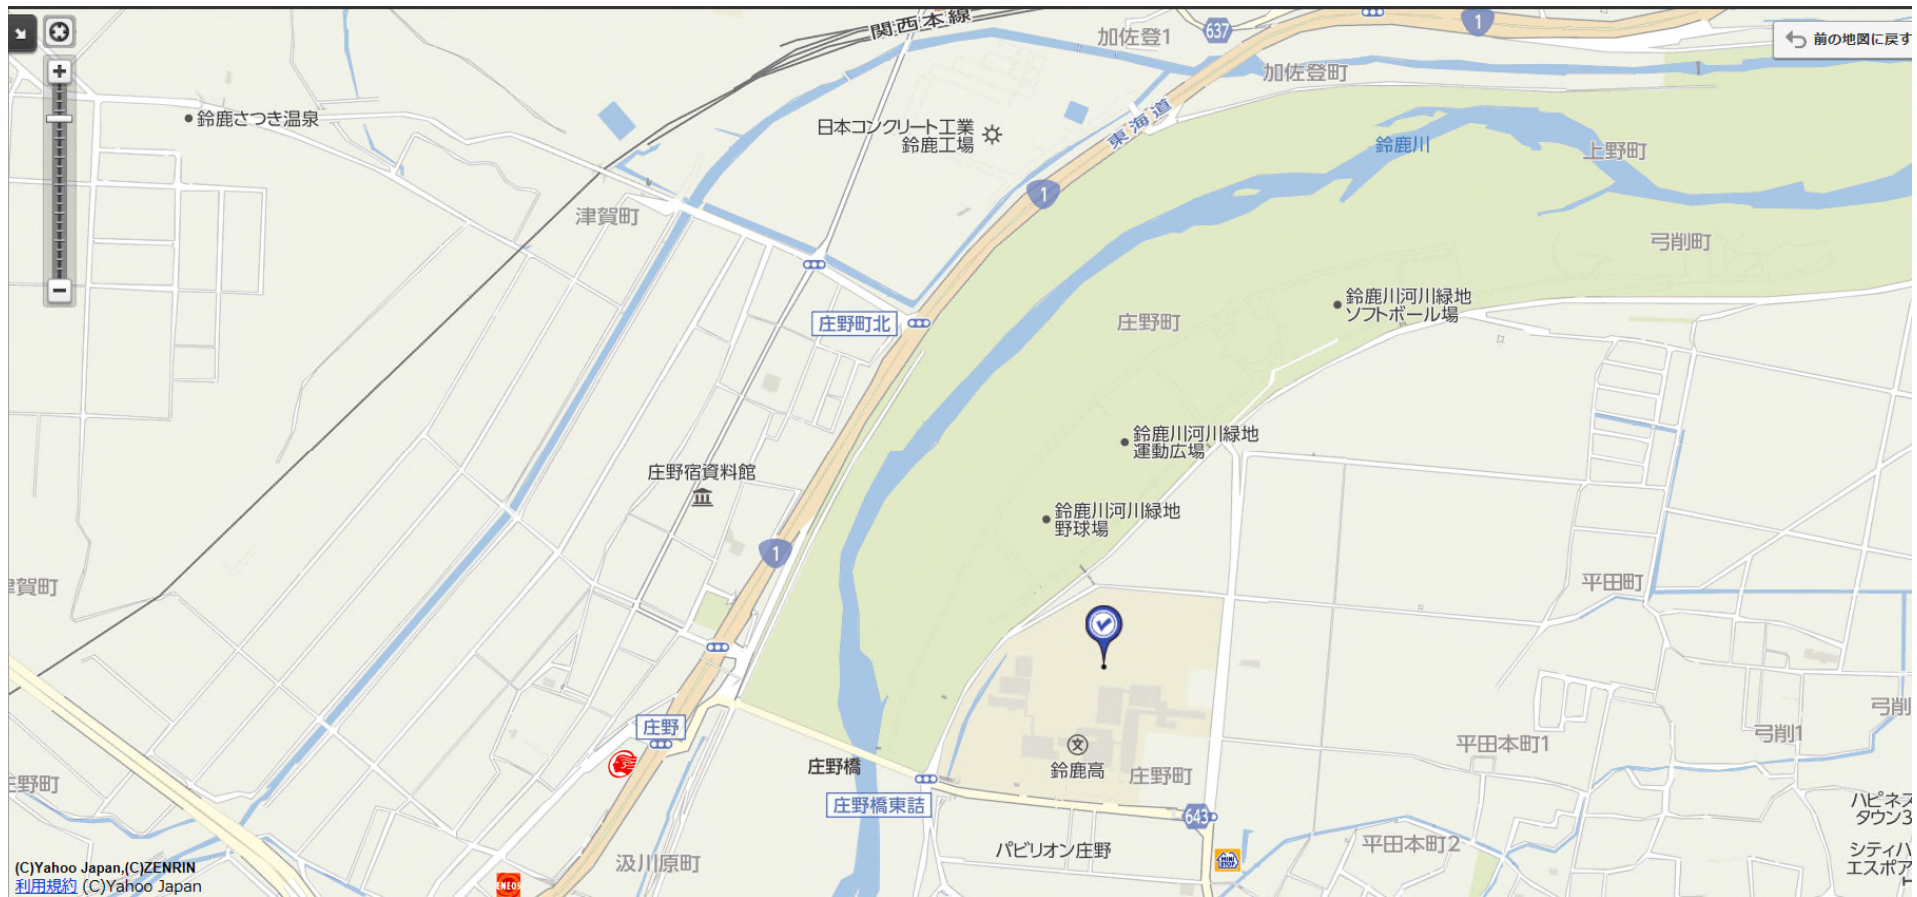 関西本線
加佐登1
637
1
前の地図に戻す
加佐登町
鈴鹿さつき温泉
日本コンクリート工業
鈴鹿工場
東海道
鈴鹿川
上野町
1
津賀町
弓削町
鈴鹿川河川緑地
ソフトボール場
庄野町北
庄野町
鈴鹿川河川緑地
運動広場
庄野宿資料館
鈴鹿川河川緑地
野球場
1
賀町
平田町
弓削
庄野
弓削1
平田本町1
庄野橋
文
鈴鹿高
庄野町
野町
庄野橋東詰
ハピネス
タウン3
643
平田本町2
パビリオン庄野
MINI
STOP
シティハ
エスポア
汲川原町
(C)Yahoo Japan,(C)ZENRIN
利用規約 (C)Yahoo Japan
ENEOS